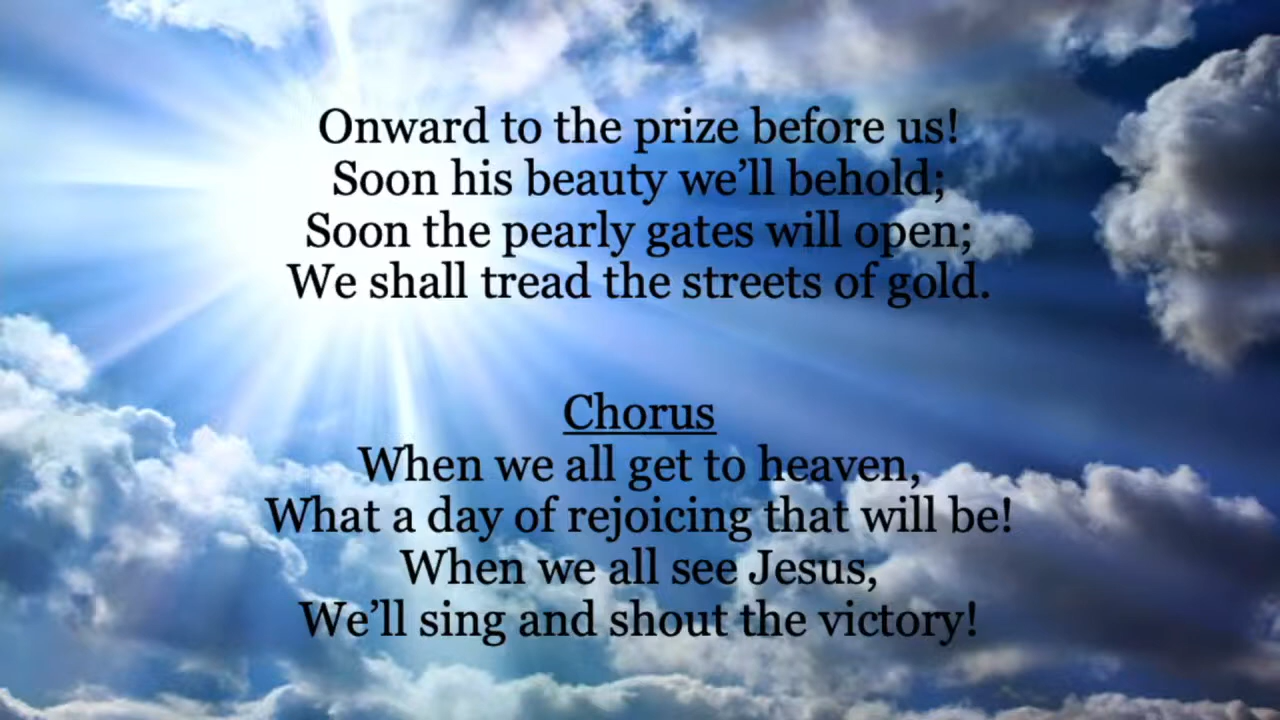 Onward to the prize before us!
Soon his beauty we’ll behold;
Soon the pearly gates will open;
We shall tread the streets of gold.
Chorus
When we all get to heaven,
What a day of rejoicing that will be!
When we all see Jesus,
We’ll sing and shout the victory!